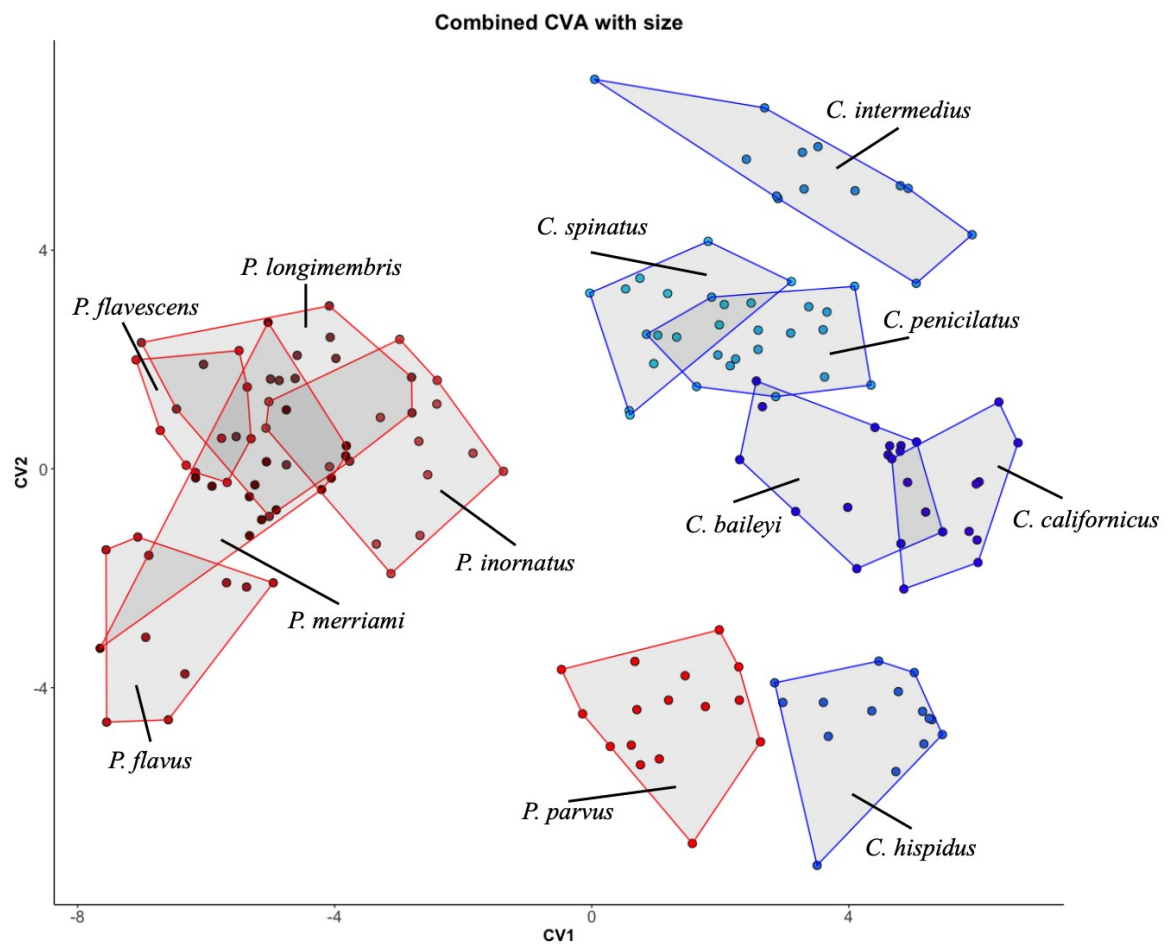 Combined CVA with size
C. intermedius
C. spinatus
P. longimembris
P. flavescens
C. penicilatus
4
CV2
0
C. baileyi
C. californicus
P. inornatus
P. merriami
-4
P. flavus
P. parvus
C. hispidus
-8
-4
0
4
CV1